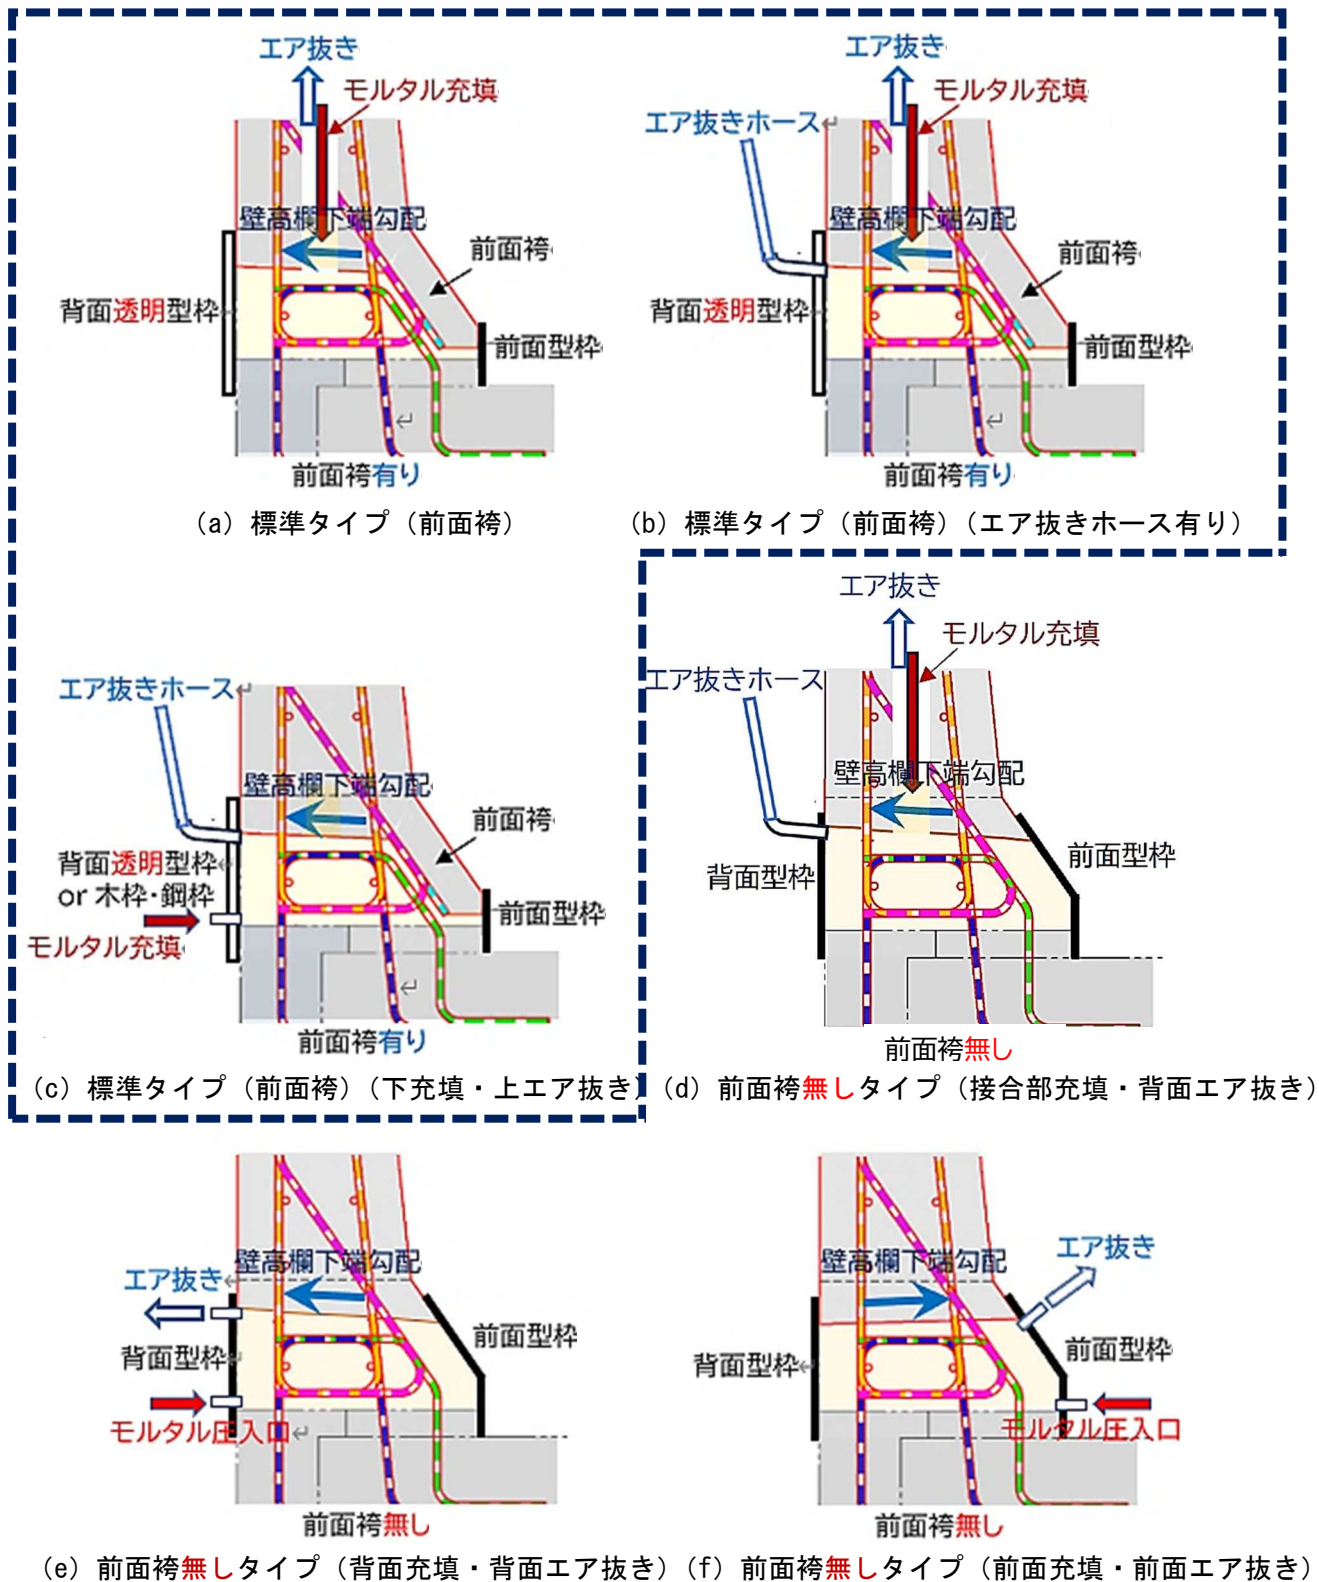 エア抜き
モルタル充填
壁高欄下端勾配
前面袴
背面透明型枠
前面型枠
前面袴有り
(a) 標準タイプ（前面袴）
エア抜き
モルタル充填
エア抜きホース
壁高欄下端勾配
前面袴
背面透明型枠
前面型枠
前面袴有り
(b) 標準タイプ（前面袴）（エア抜きホース有り）
エア抜きホース
壁高欄下端勾配
前面袴
背面透明型枠
or 木枠・鋼枠
前面型枠
モルタル充填
前面袴有り
(c) 標準タイプ（前面袴）（下充填・上エア抜き）
エア抜き
モルタル充填
エア抜きホース
壁高欄下端勾配
前面型枠
背面型枠
前面袴無し
(d) 前面袴無しタイプ（接合部充填・背面エア抜き）
壁高欄下端勾配
エア抜き
前面型枠
背面型枠
モルタル圧入口
前面袴無し
(e) 前面袴無しタイプ（背面充填・背面エア抜き）
エア抜き
壁高欄下端勾配
前面型枠
背面型枠
モルタル圧入口
前面袴無し
(f) 前面袴無しタイプ（前面充填・前面エア抜き）